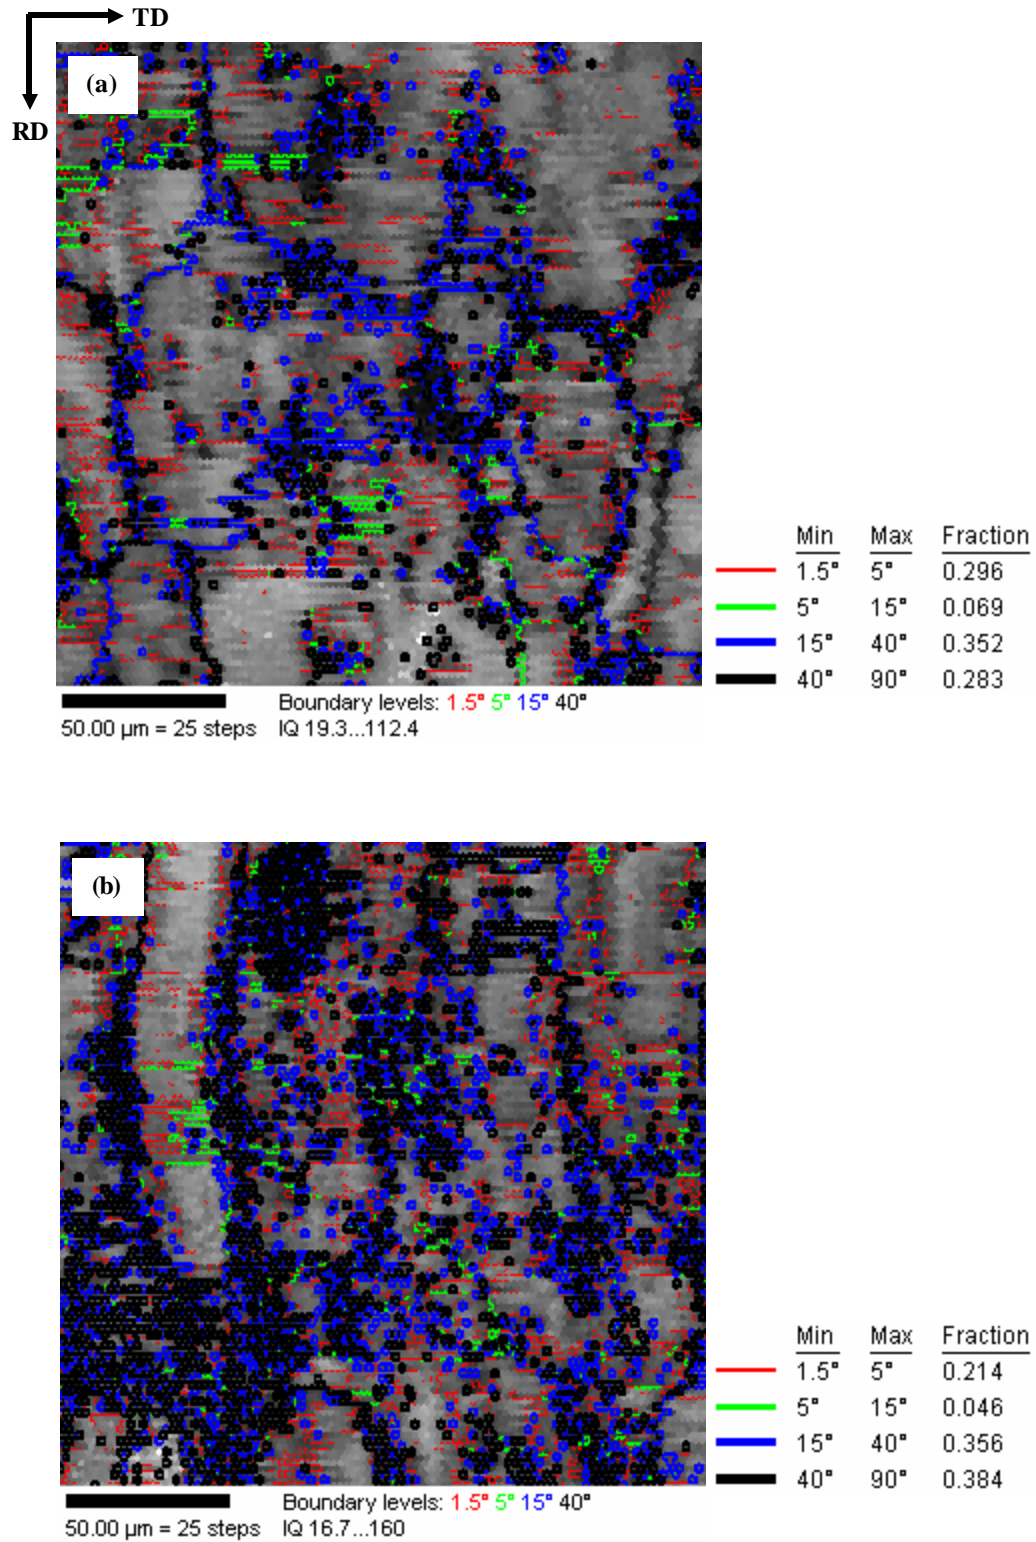 TD
(a)
RD
Min Max Fraction
1.5° 5° 0.296
5° 15° 0.069
15° 40° 0.352
40° 90° 0.283
Boundary levels: 1.5° 5° 15° 40°
50.00 µm = 25 steps IQ 19.3...112.4
(b)
Min Max Fraction
1.5° 5° 0.214
5° 15° 0.046
15° 40° 0.356
40° 90° 0.384
Boundary levels: 1.5° 5° 15° 40°
50.00 µm = 25 steps IQ 16.7...160